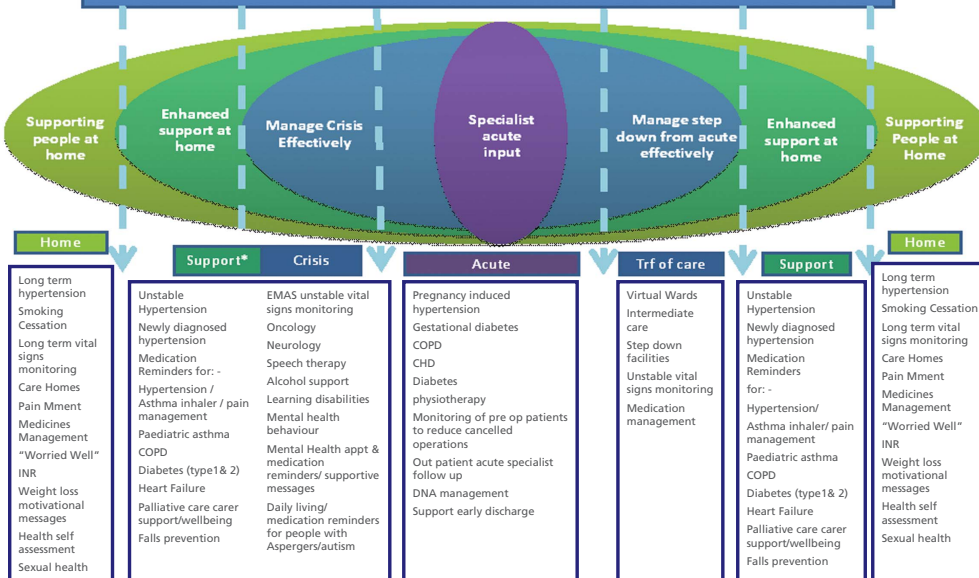 Supporting
people at
home
Enhanced
support at
home
Manage Crisis
Effectively
Specialist
acute
input
Manage step
down from acute
effectively
Enhanced
support at
home
Supporting
People at
Home
Home
Long term
hypertension
Smoking
Cessation
Long term vital
signs
monitoring
Care Homes
Pain Mment
Medicines
Management
"Worried Well"
INR
Weight loss
motivational
messages
Health self
assessment
Sexual health
Support*
Unstable
Hypertension
Newly diagnosed
hypertension
Medication
Reminders for: -
Hypertension /
Asthma inhaler / pain
management
Paediatric asthma
COPD
Diabetes (type1& 2)
Heart Failure
Palliative care carer
support/wellbeing
Falls prevention
Crisis
EMAS unstable vital
signs monitoring
Oncology
Neurology
Speech therapy
Alcohol support
Learning disabilities
Mental health
behaviour
Mental Health appt &
medication
reminders/ supportive
messages
Daily living/
medication reminders
for people with
Aspergers/autism
Acute
Pregnancy induced
hypertension
Gestational diabetes
COPD
CHD
Diabetes
physiotherapy
Monitoring of pre op patients
to reduce cancelled
operations
Out patient acute specialist
follow up
DNA management
Support early discharge
Trf of care
Virtual Wards
Intermediate
care
Step down
facilities
Unstable vital
signs monitoring
Medication
management
Support
Unstable
Hypertension
Newly diagnosed
hypertension
Medication
Reminders
for: -
Hypertension/
Asthma inhaler/ pain
management
Paediatric asthma
COPD
Diabetes (type1& 2)
Heart Failure
Palliative care carer
support/wellbeing
Falls prevention
Home
Long term
hypertension
Smoking Cessation
Long term vital
signs monitoring
Care Homes
Pain Mment
Medicines
Management
"Worried Well"
INR
Weight loss
motivational
messages
Health self
assessment
Sexual health